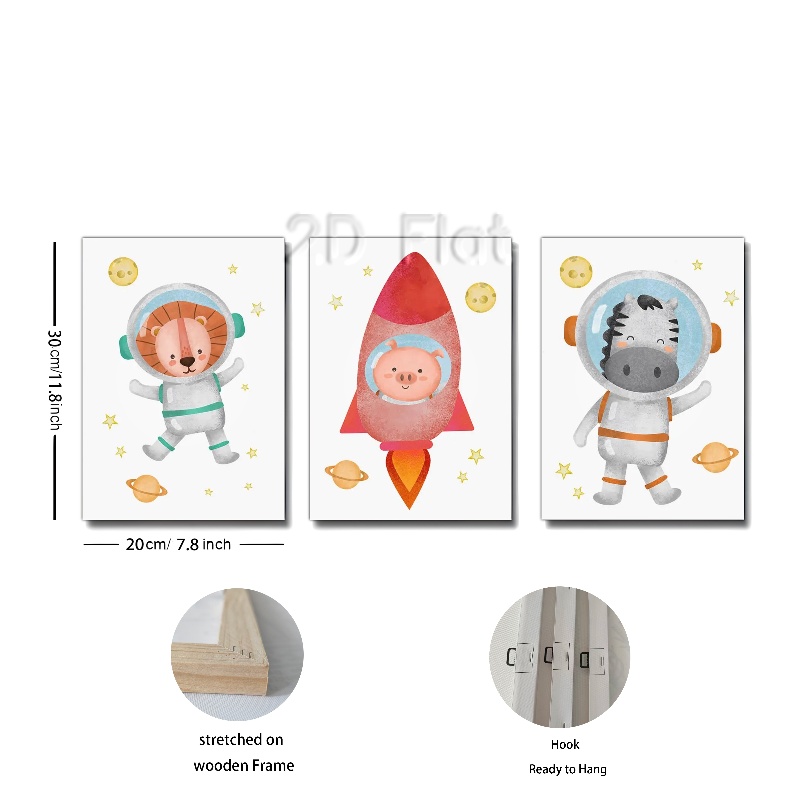 2D Flat
30cm/11.8inch
20cm/ 7.8 inch
stretched on
wooden Frame
Hook
Ready to Hang